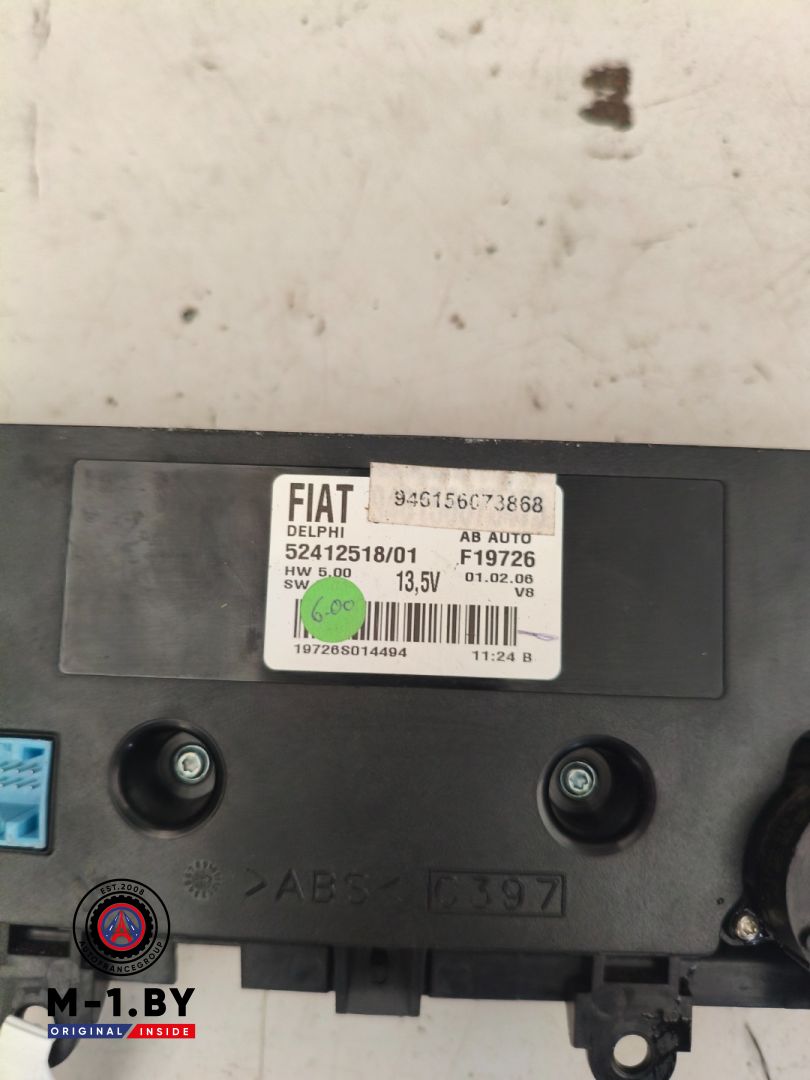 FIAT
946156073868
DELPHI
AB AUTO
52412518/01
F19726
HW 5.00
13,5V
01.02.06
SW
V8
6.00
19726S014494
11:24 B
>ABS<
C397
EST.2008
AUTOFRANCEGROUP
M-1.BY
ORIGINAL INSIDE